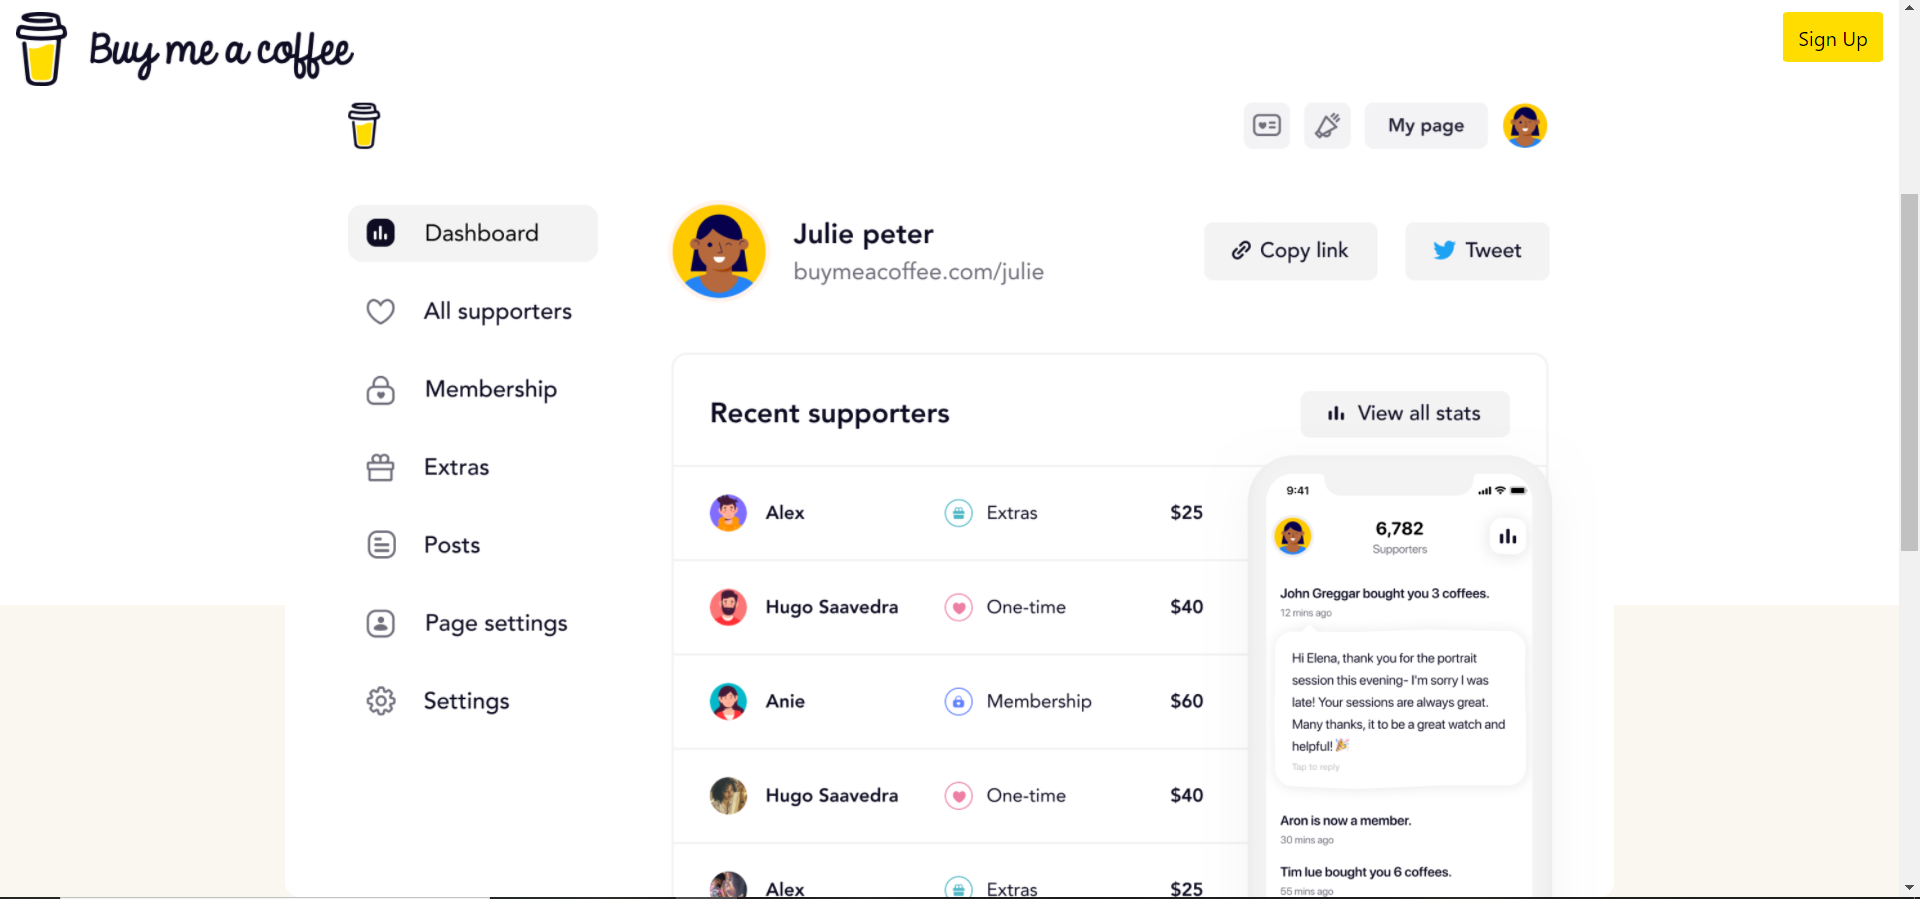 Buy me a coffee
Sign Up
My page
Dashboard
All supporters
Membership
Extras
Posts
Page settings
Settings
Julie peter
buymeacoffee.com/julie
Copy link
Tweet
Recent supporters
View all stats
Alex Extras $25
Hugo Saavedra One-time $40
Anie Membership $60
Hugo Saavedra One-time $40
Alex Extras $25
9:41
6,782
Supporters
John Greggar bought you 3 coffees.
12 mins ago
Hi Elena, thank you for the portrait
session this evening- I'm sorry I was
late! Your sessions are always great.
Many thanks, it to be a great watch and
helpful! 🎉
Tap to reply
Aron is now a member.
30 mins ago
Tim lue bought you 6 coffees.
55 mins ago